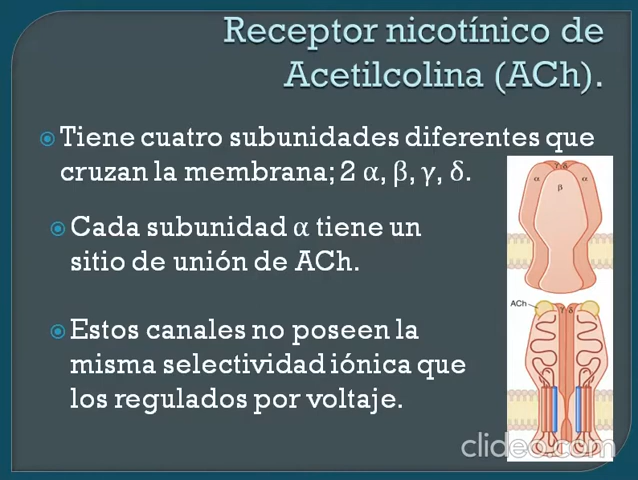 Receptor nicotínico de
Acetilcolina (ACh).
Tiene cuatro subunidades diferentes que
cruzan la membrana; 2 α, β, γ, δ.
α γ δ α
β
Cada subunidad α tiene un
sitio de unión de ACh.
ACh
γ δ
Estos canales no poseen la
misma selectividad iónica que
los regulados por voltaje.
clideo.com